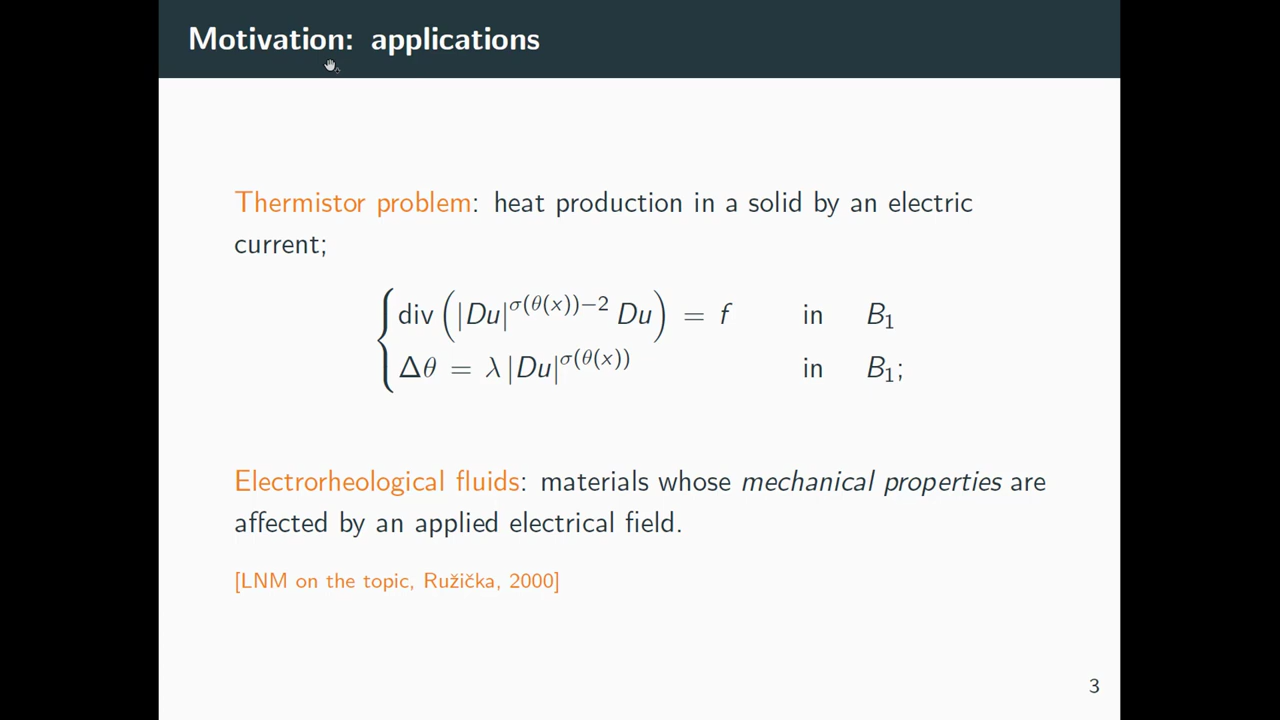 Motivation: applications
Thermistor problem: heat production in a solid by an electric
current;
div (|Du|^{σ(θ(x))−2} Du) = f in B₁
Δθ = λ |Du|^{σ(θ(x))} in B₁;
Electrorheological fluids: materials whose mechanical properties are
affected by an applied electrical field.
[LNM on the topic, Ružička, 2000]
3